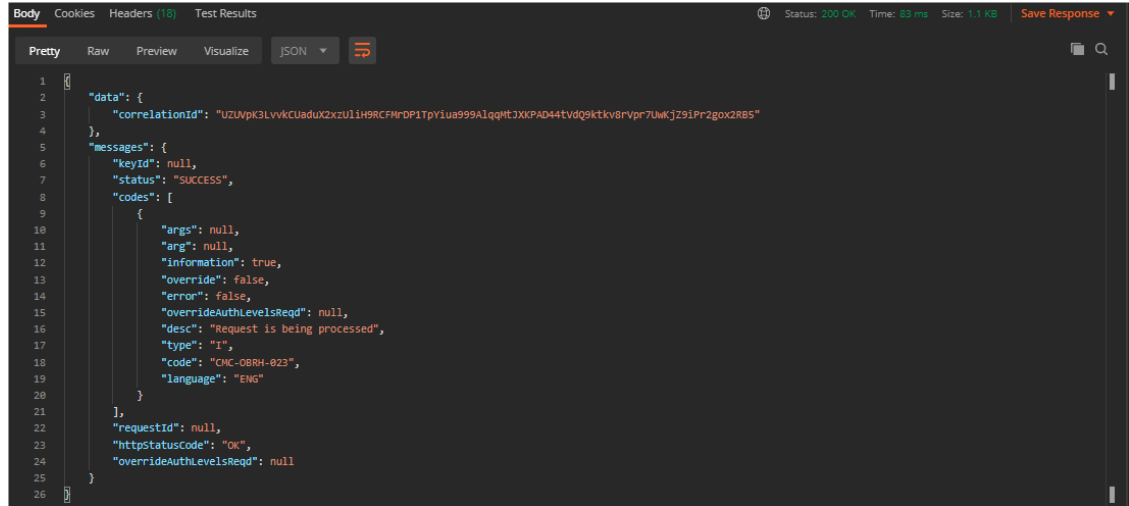 Body Cookies Headers (18) Test Results Status: 200 OK Time: 83 ms Size: 1.1 KB Save Response
Pretty Raw Preview Visualize JSON
1 {
2 "data": {
3 "correlationId": "UZUVpK3LvvkCUaduX2xzUliH9RCFMrDP1TpYiua999AlqqMtJXKPAD44tVdQ9ktkv8rVpr7UwKjZ9iPr2gox2RB5"
4 },
5 "messages": {
6 "keyId": null,
7 "status": "SUCCESS",
8 "codes": [
9 {
10 "args": null,
11 "arg": null,
12 "information": true,
13 "override": false,
14 "error": false,
15 "overrideAuthLevelsReqd": null,
16 "desc": "Request is being processed",
17 "type": "I",
18 "code": "CMC-OBRH-023",
19 "language": "ENG"
20 }
21 ],
22 "requestId": null,
23 "httpStatusCode": "OK",
24 "overrideAuthLevelsReqd": null
25 }
26 }